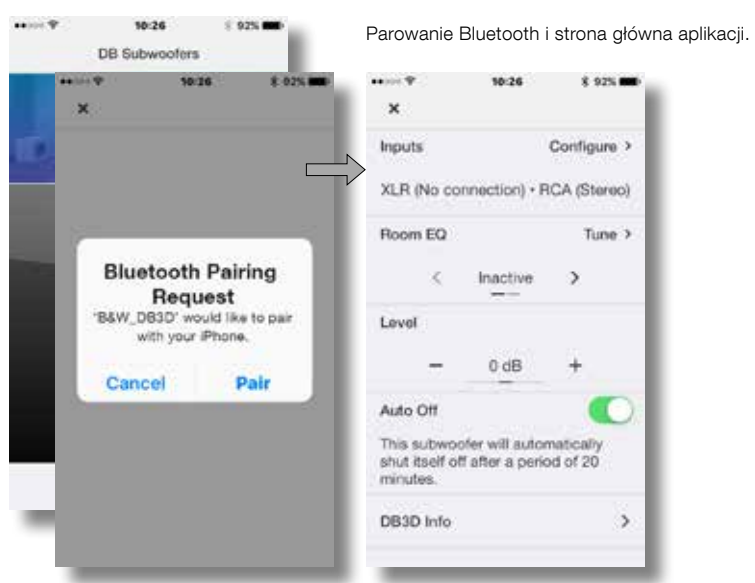 Parowanie Bluetooth i strona główna aplikacji.
10:26
92%
DB Subwoofers
10:26
92%
×
Bluetooth Pairing
Request
"B&W_DB3D" would like to pair
with your iPhone.
Cancel Pair
10:26
92%
×
Inputs Configure >
XLR (No connection) • RCA (Stereo)
Room EQ Tune >
< Inactive >
Level
− 0 dB +
Auto Off
This subwoofer will automatically
shut itself off after a period of 20
minutes.
DB3D Info >